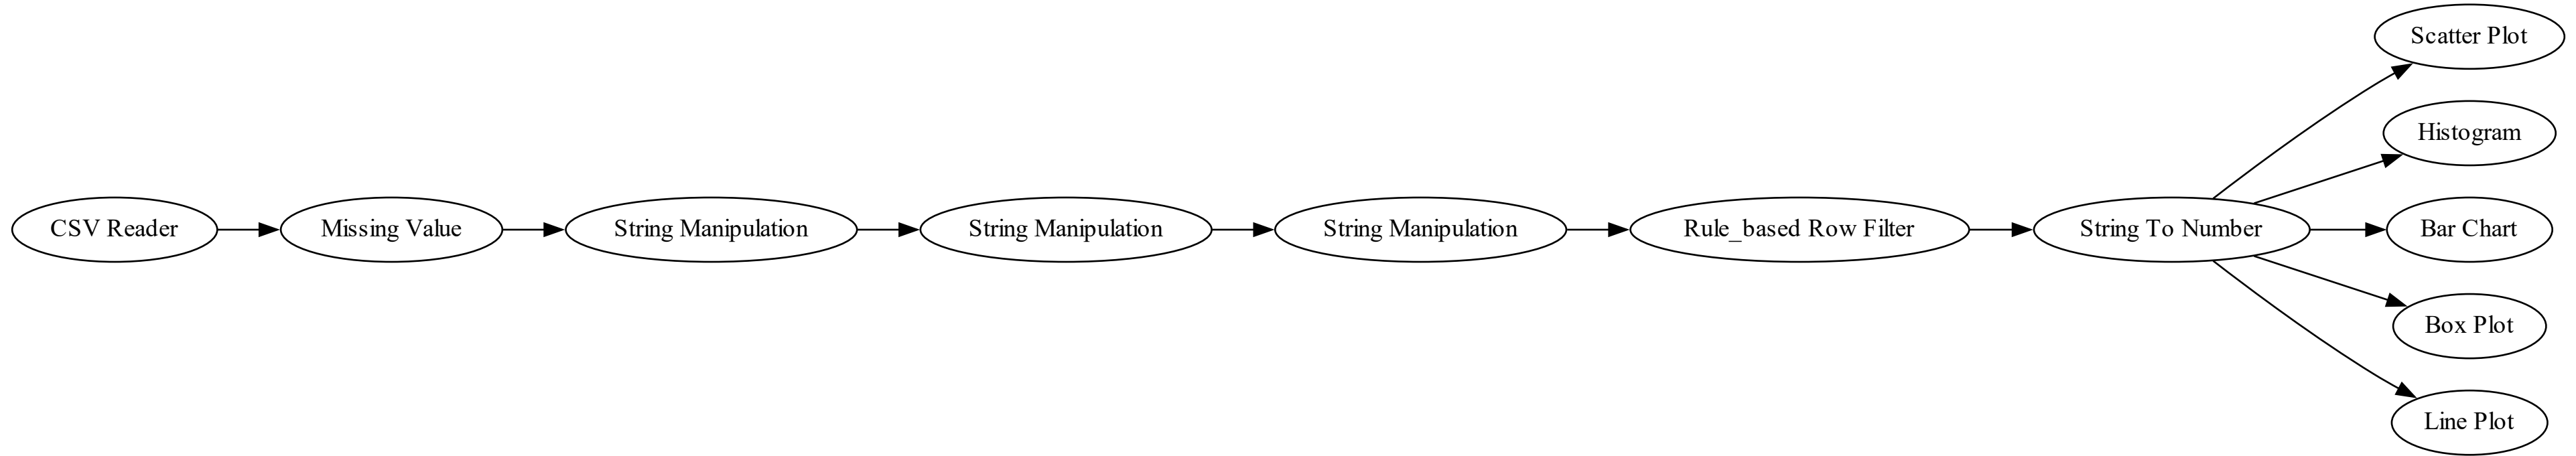 CSV Reader
Missing Value
String Manipulation
String Manipulation
String Manipulation
Rule_based Row Filter
String To Number
Scatter Plot
Histogram
Bar Chart
Box Plot
Line Plot